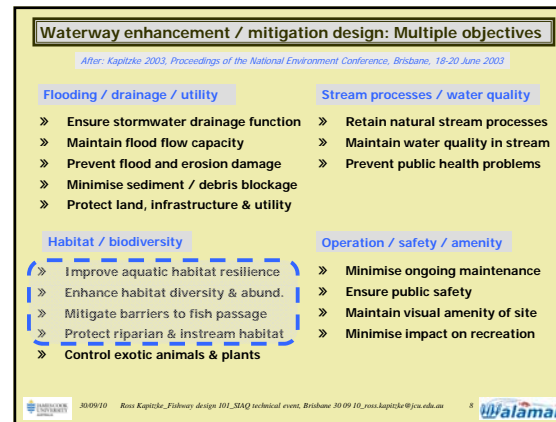 Waterway enhancement / mitigation design: Multiple objectives
After: Kapitzke 2003, Proceedings of the National Environment Conference, Brisbane, 18-20 June 2003
Flooding / drainage / utility
» Ensure stormwater drainage function
» Maintain flood flow capacity
» Prevent flood and erosion damage
» Minimise sediment / debris blockage
» Protect land, infrastructure & utility
Stream processes / water quality
» Retain natural stream processes
» Maintain water quality in stream
» Prevent public health problems
Habitat / biodiversity
» Improve aquatic habitat resilience
» Enhance habitat diversity & abund.
» Mitigate barriers to fish passage
» Protect riparian & instream habitat
» Control exotic animals & plants
Operation / safety / amenity
» Minimise ongoing maintenance
» Ensure public safety
» Maintain visual amenity of site
» Minimise impact on recreation
JAMES COOK
UNIVERSITY
AUSTRALIA
30/09/10 Ross Kapitzke_Fishway design 101_SIAQ technical event, Brisbane 30 09 10_ross.kapitzke@jcu.edu.au 8
Walamar